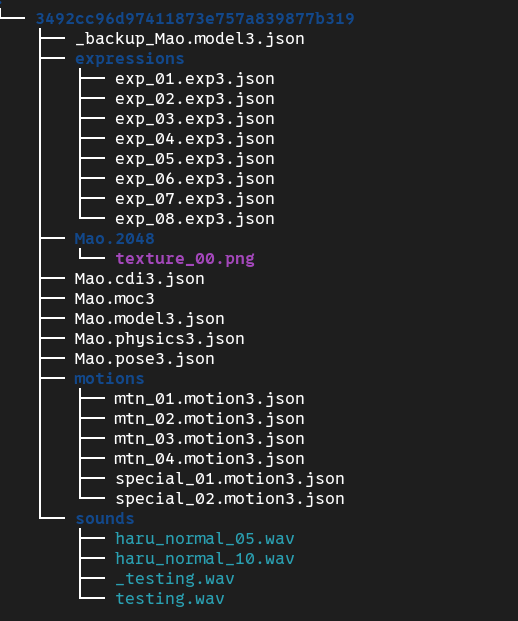 3492cc96d97411873e757a839877b319
_backup_Mao.model3.json
expressions
exp_01.exp3.json
exp_02.exp3.json
exp_03.exp3.json
exp_04.exp3.json
exp_05.exp3.json
exp_06.exp3.json
exp_07.exp3.json
exp_08.exp3.json
Mao.2048
texture_00.png
Mao.cdi3.json
Mao.moc3
Mao.model3.json
Mao.physics3.json
Mao.pose3.json
motions
mtn_01.motion3.json
mtn_02.motion3.json
mtn_03.motion3.json
mtn_04.motion3.json
special_01.motion3.json
special_02.motion3.json
sounds
haru_normal_05.wav
haru_normal_10.wav
_testing.wav
testing.wav